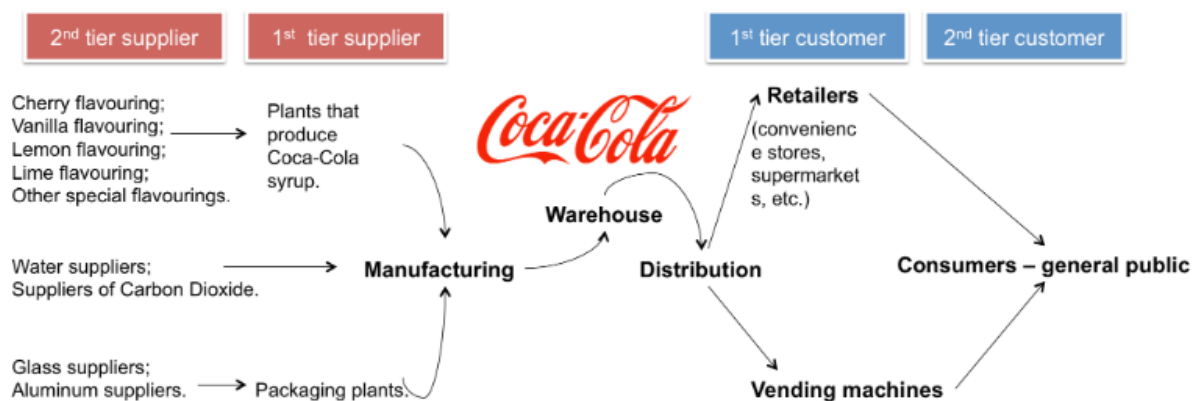 2nd tier supplier
1st tier supplier
1st tier customer
2nd tier customer
Cherry flavouring;
Vanilla flavouring;
Lemon flavouring;
Lime flavouring;
Other special flavourings.
Plants that
produce
Coca-Cola
syrup.
Coca-Cola
Retailers
(convenienc
e stores,
supermarket
s, etc.)
Warehouse
Water suppliers;
Suppliers of Carbon Dioxide.
Manufacturing
Distribution
Consumers – general public
Glass suppliers;
Aluminum suppliers.
Packaging plants.
Vending machines